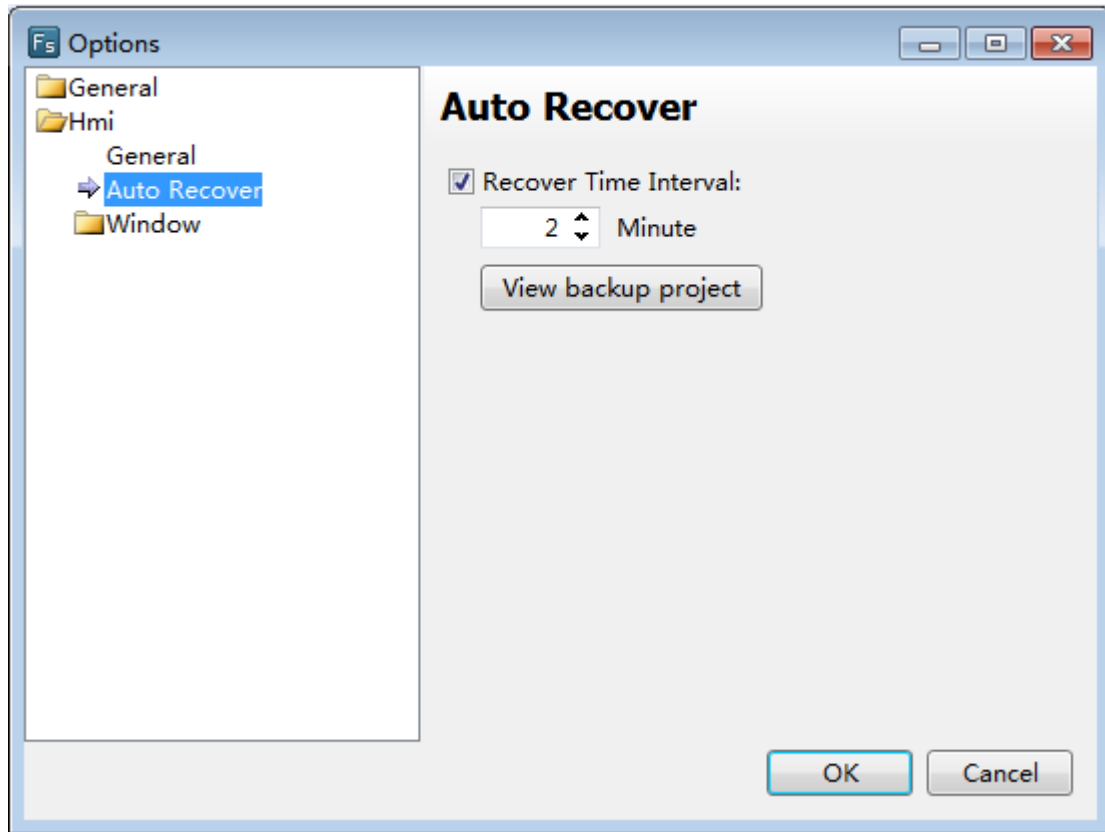 Fs Options
General
Hmi
General
Auto Recover
Window
Auto Recover
Recover Time Interval:
2 Minute
View backup project
OK Cancel